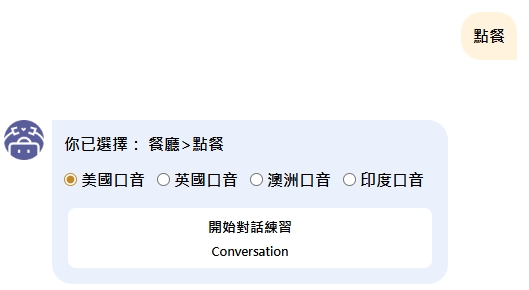 點餐
你已選擇： 餐廳>點餐
美國口音 英國口音 澳洲口音 印度口音
開始對話練習
Conversation